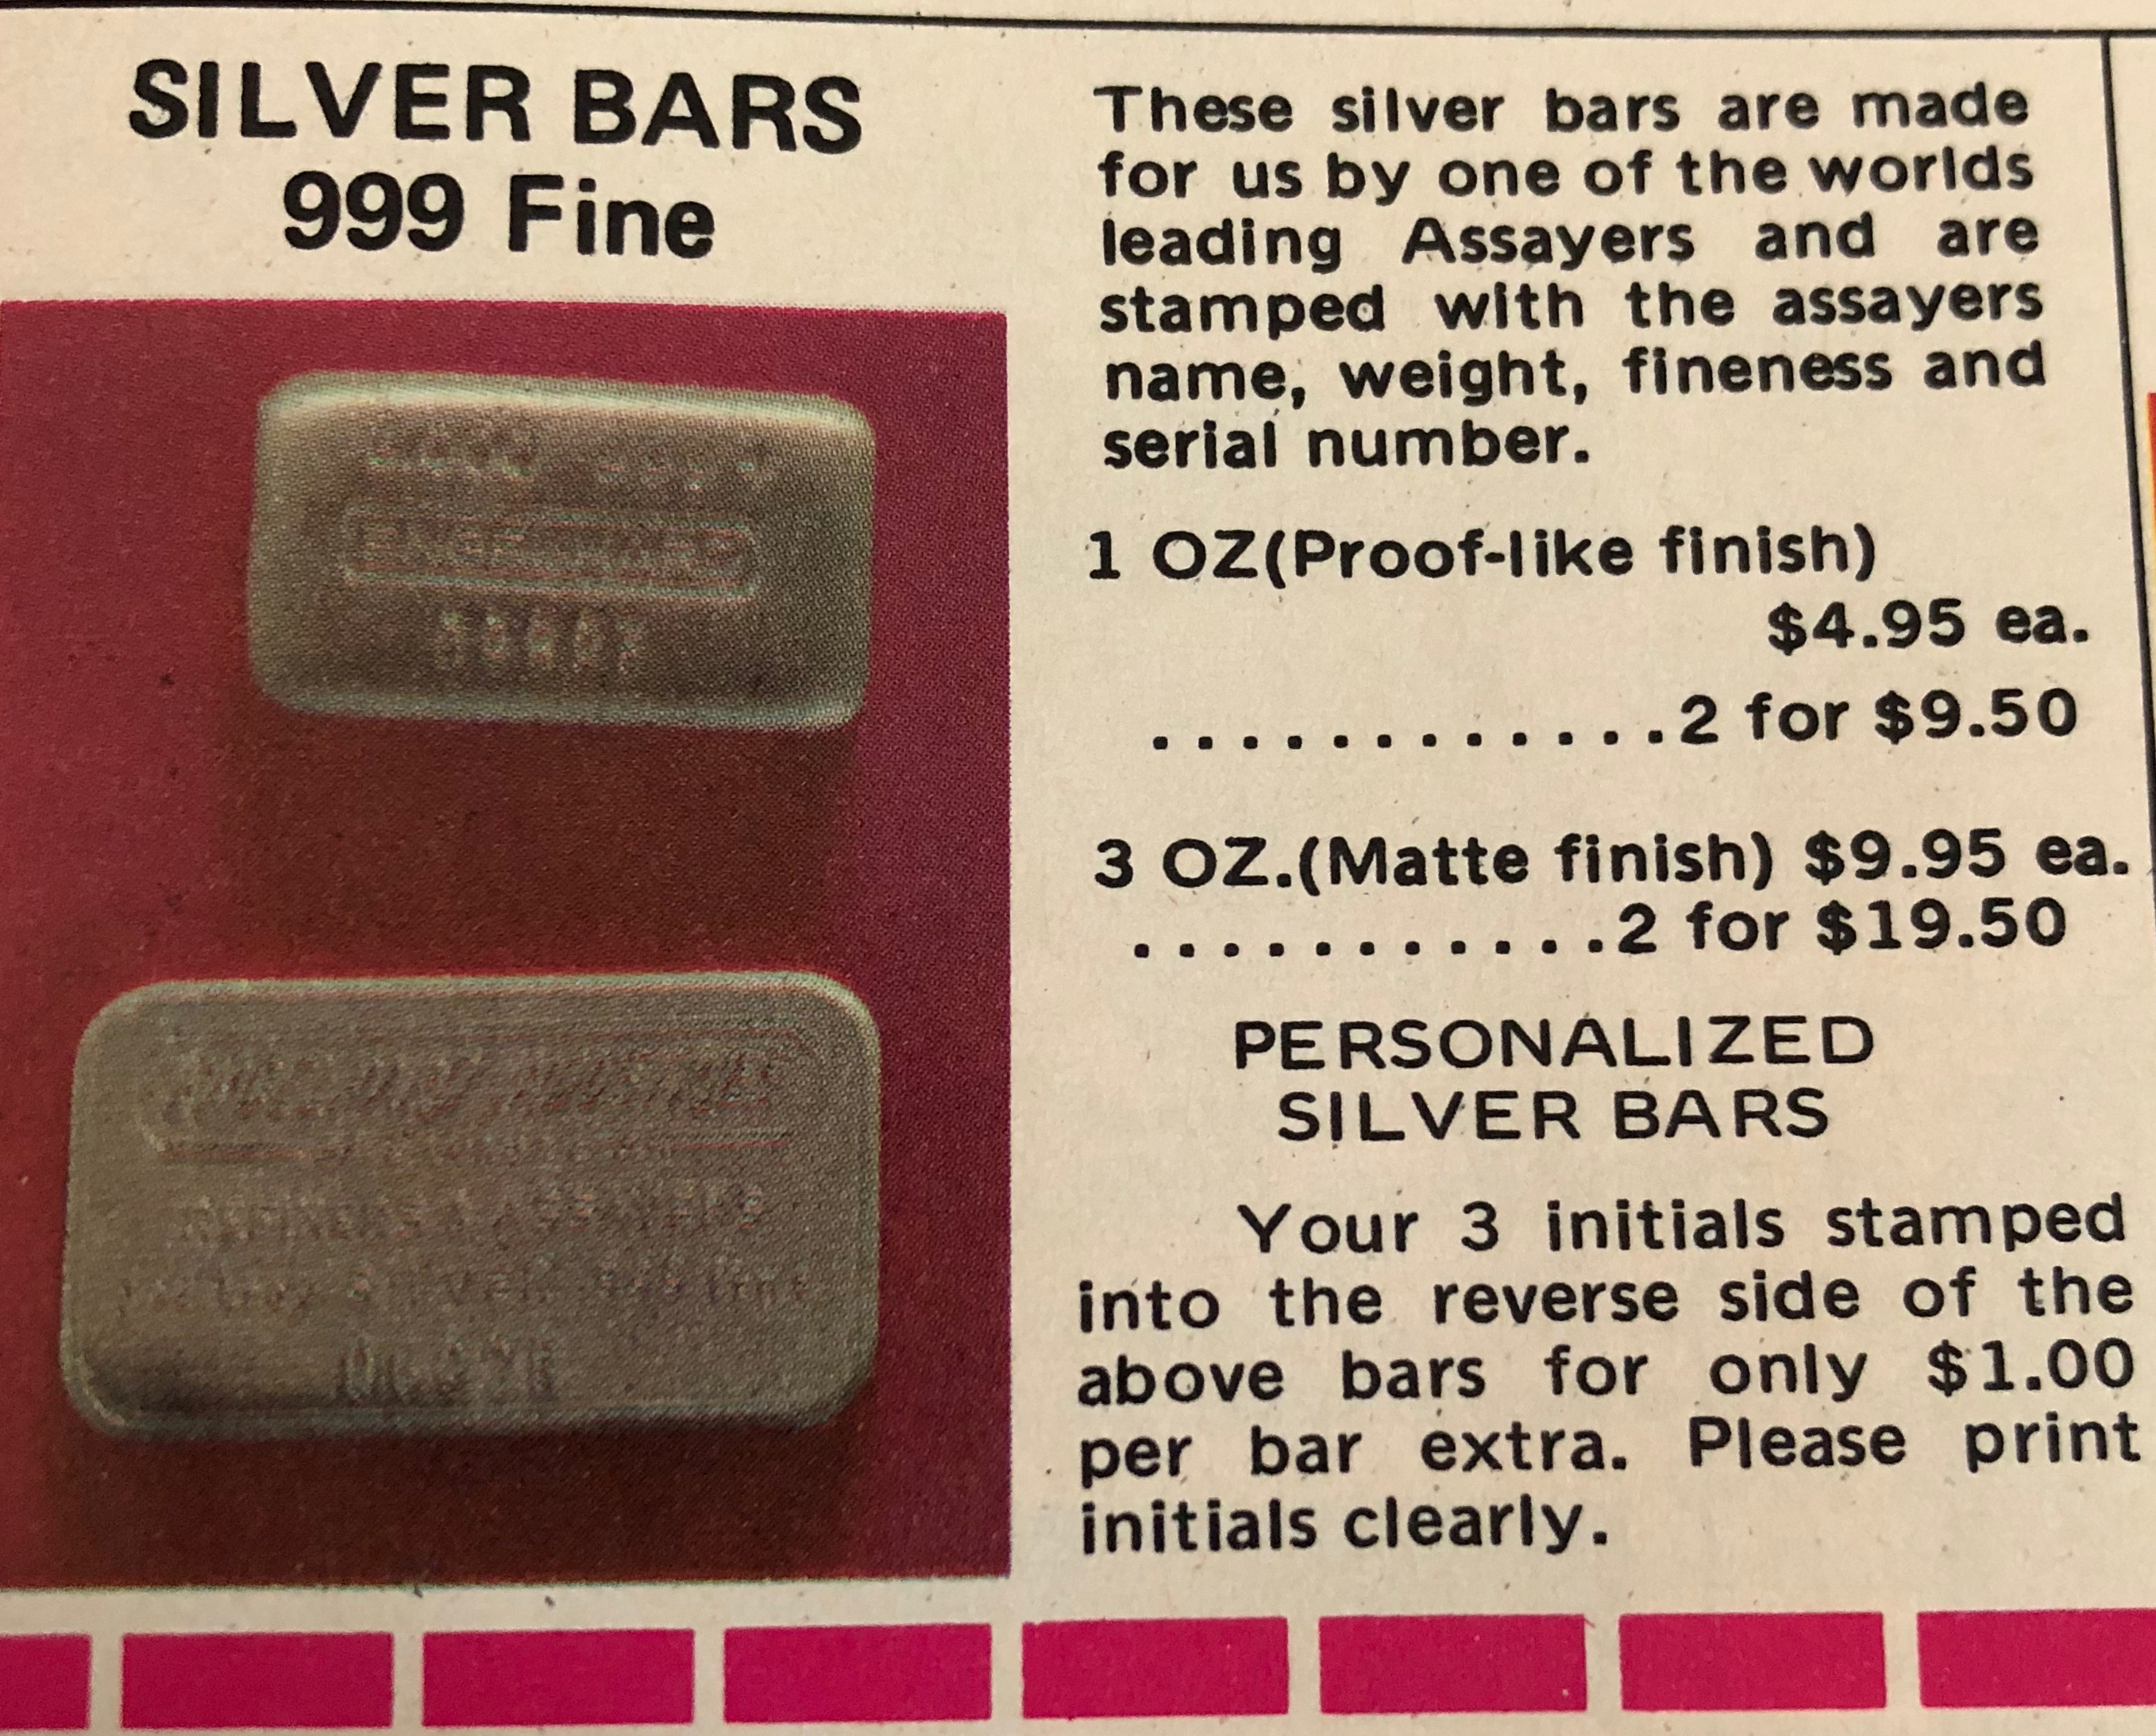 SILVER BARS
999 Fine
These silver bars are made
for us by one of the worlds
leading Assayers and are
stamped with the assayers
name, weight, fineness and
serial number.
1 OZ(Proof-like finish)
$4.95 ea.
. . . . . . . . . . . . .2 for $9.50
3 OZ.(Matte finish) $9.95 ea.
. . . . . . . . . . . .2 for $19.50
PERSONALIZED
SILVER BARS
Your 3 initials stamped
into the reverse side of the
above bars for only $1.00
per bar extra. Please print
initials clearly.